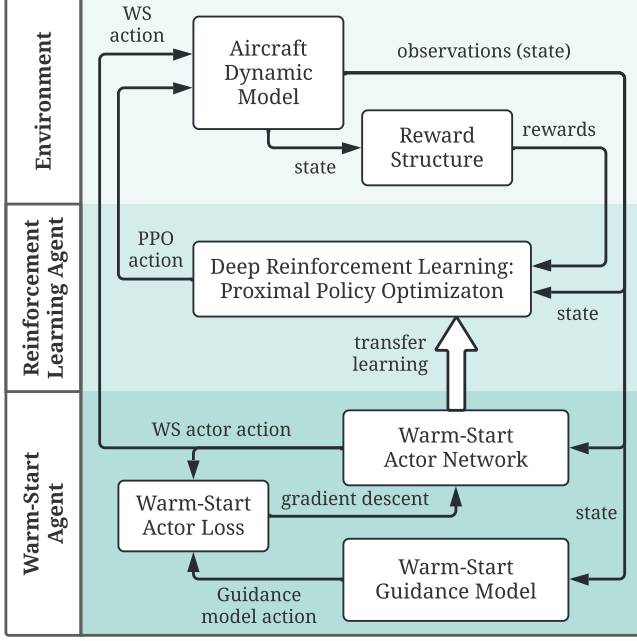 Environment
WS
action
Aircraft
Dynamic
Model
observations (state)
state
Reward
Structure
rewards
Reinforcement
Learning Agent
PPO
action
Deep Reinforcement Learning:
Proximal Policy Optimizaton
state
transfer
learning
Warm-Start
Agent
WS actor action
Warm-Start
Actor Network
Warm-Start
Actor Loss
gradient descent
state
Guidance
model action
Warm-Start
Guidance Model